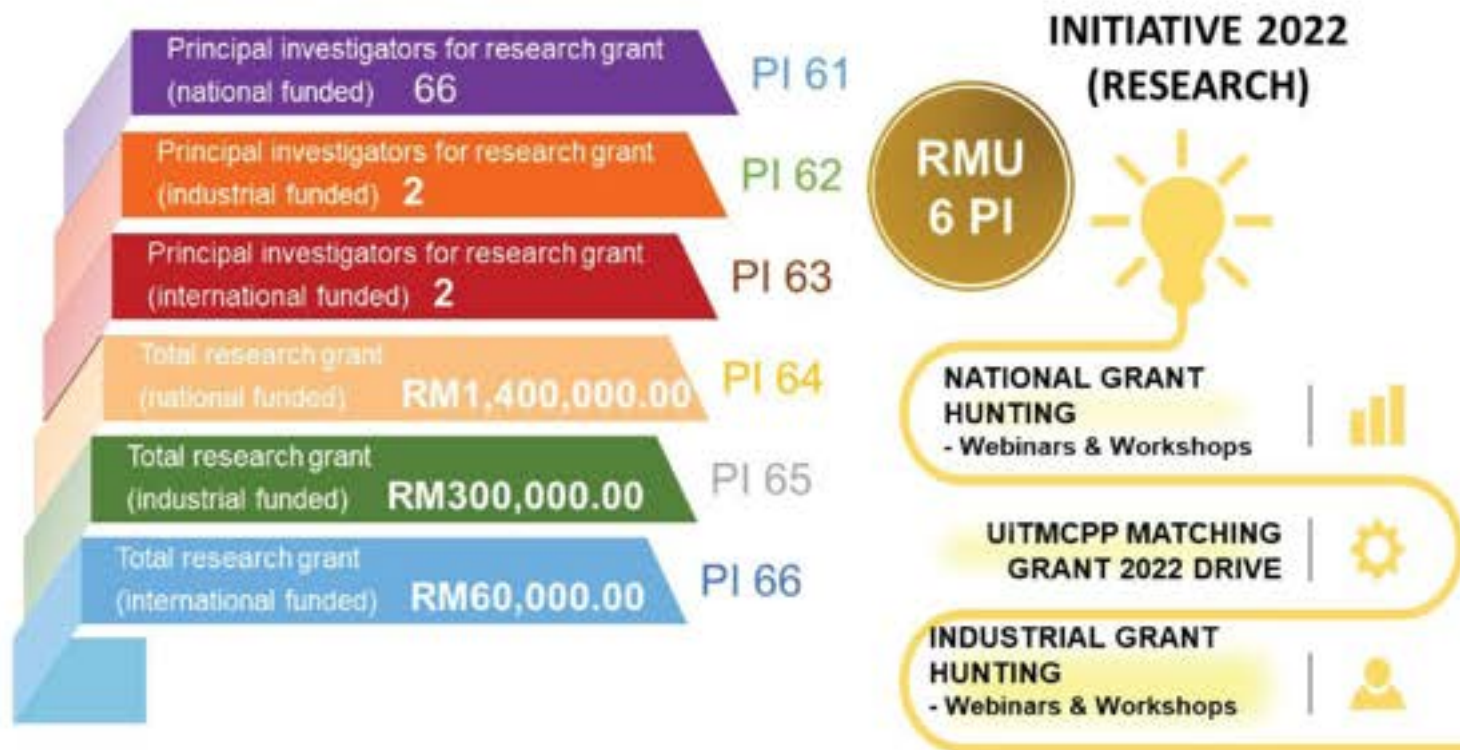 Principal investigators for research grant
(national funded) 66
PI 61
Principal investigators for research grant
(industrial funded) 2
PI 62
Principal investigators for research grant
(international funded) 2
PI 63
Total research grant
(national funded) RM1,400,000.00
PI 64
Total research grant
(industrial funded) RM300,000.00
PI 65
Total research grant
(international funded) RM60,000.00
PI 66
INITIATIVE 2022
(RESEARCH)
RMU
6 PI
NATIONAL GRANT
HUNTING
- Webinars & Workshops
UiTMCPP MATCHING
GRANT 2022 DRIVE
INDUSTRIAL GRANT
HUNTING
- Webinars & Workshops